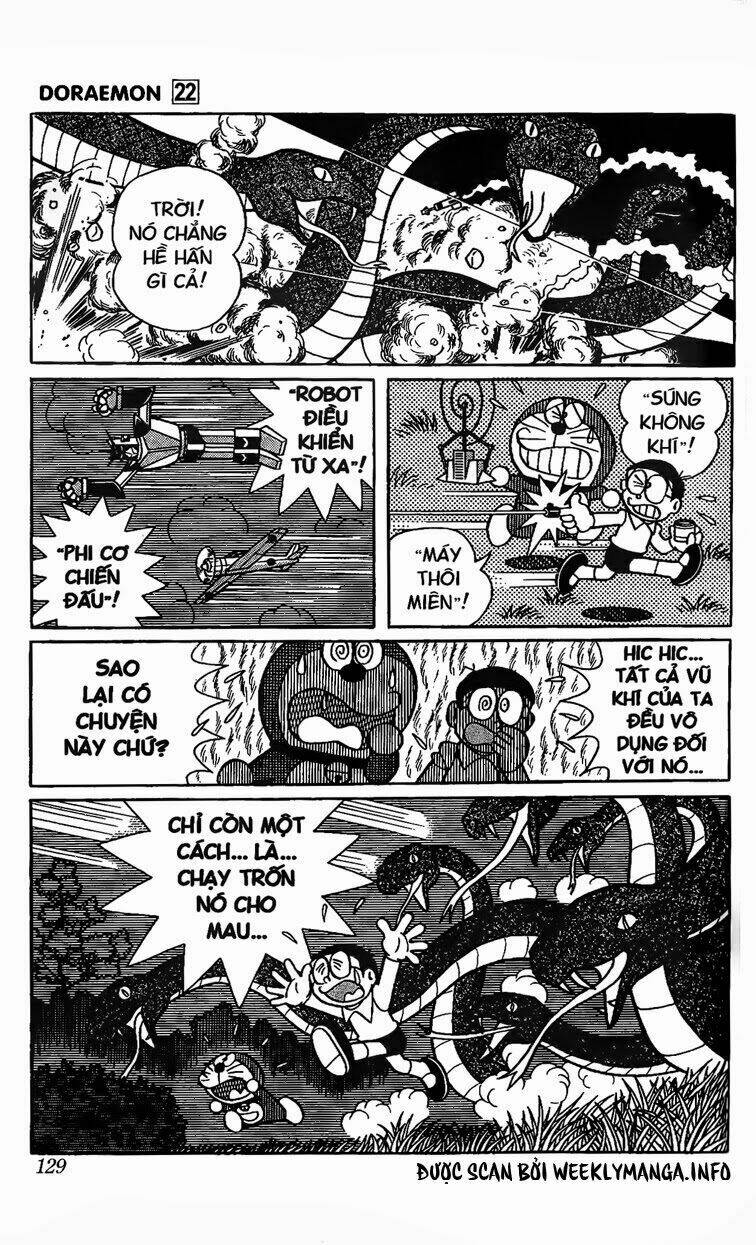 DORAEMON 22
TRỜI!
NÓ CHẲNG
HỀ HẤN
GÌ CẢ!
"SÚNG
KHÔNG
KHÍ"!
"MÁY
THÔI
MIÊN"!
"ROBOT
ĐIỀU
KHIỂN
TỪ XA"!
"PHI CƠ
CHIẾN
ĐẤU"!
HIC HIC...
TẤT CẢ VŨ
KHÍ CỦA TA
ĐỀU VÔ
DỤNG ĐỐI
VỚI NÓ...
SAO
LẠI CÓ
CHUYỆN
NÀY CHỨ?
CHỈ CÒN MỘT
CÁCH... LÀ...
CHẠY TRỐN
NÓ CHO
MAU...
129
ĐƯỢC SCAN BỞI WEEKLYMANGA.INFO